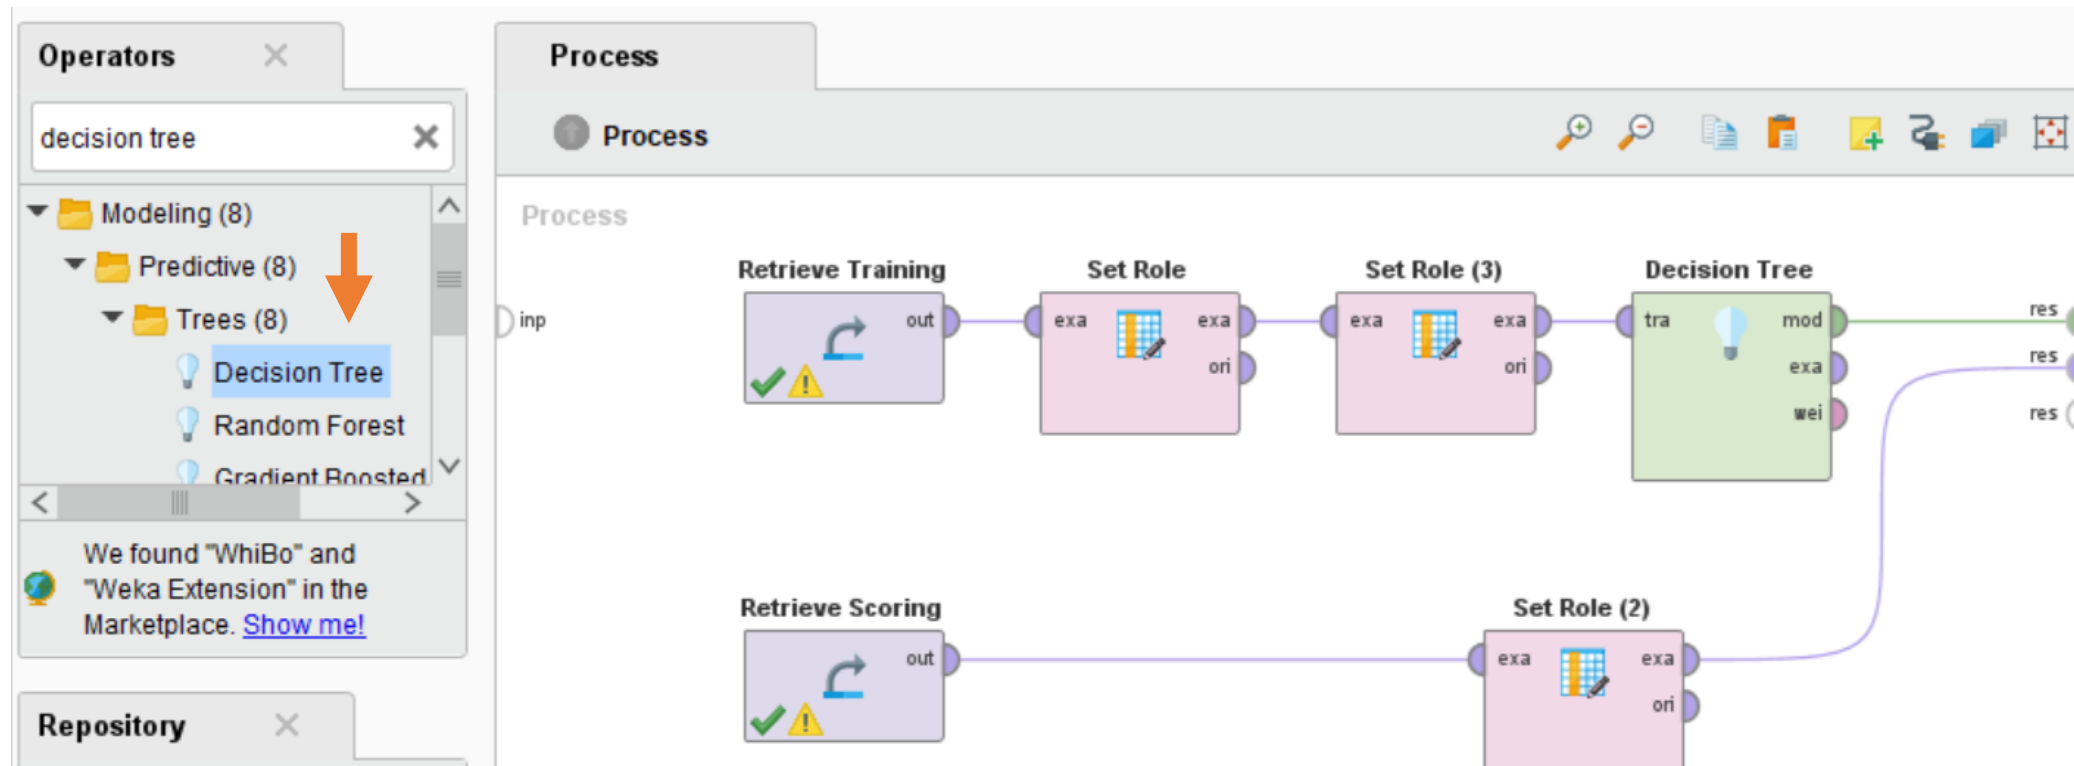 Operators
decision tree
Modeling (8)
Predictive (8)
Trees (8)
Decision Tree
Random Forest
Gradient Boosted
We found "WhiBo" and
"Weka Extension" in the
Marketplace. Show me!
Repository
Process
Process
Process
inp
Retrieve Training
out
Set Role
exa exa
ori
Set Role (3)
exa exa
ori
Decision Tree
tra mod
exa
wei
res
res
res
Retrieve Scoring
out
Set Role (2)
exa exa
ori